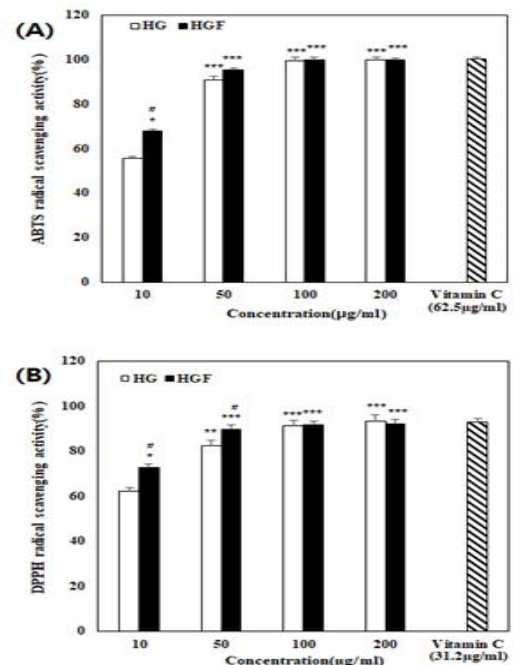 (A)
120
HG HGF
100
80
60
40
20
0
ABTS radical scavenging activity(%)
*** ***
*** ***
*** ***
#
*
10 50 100 200 Vitamin C
(62.5μg/ml)
Concentration(μg/ml)
(B)
120
HG HGF
100
80
60
40
20
0
DPPH radical scavenging activity(%)
#
*** *** *** *** ***
**
#
*
10 50 100 200 Vitamin C
(31.2μg/ml)
Concentration(μg/ml)